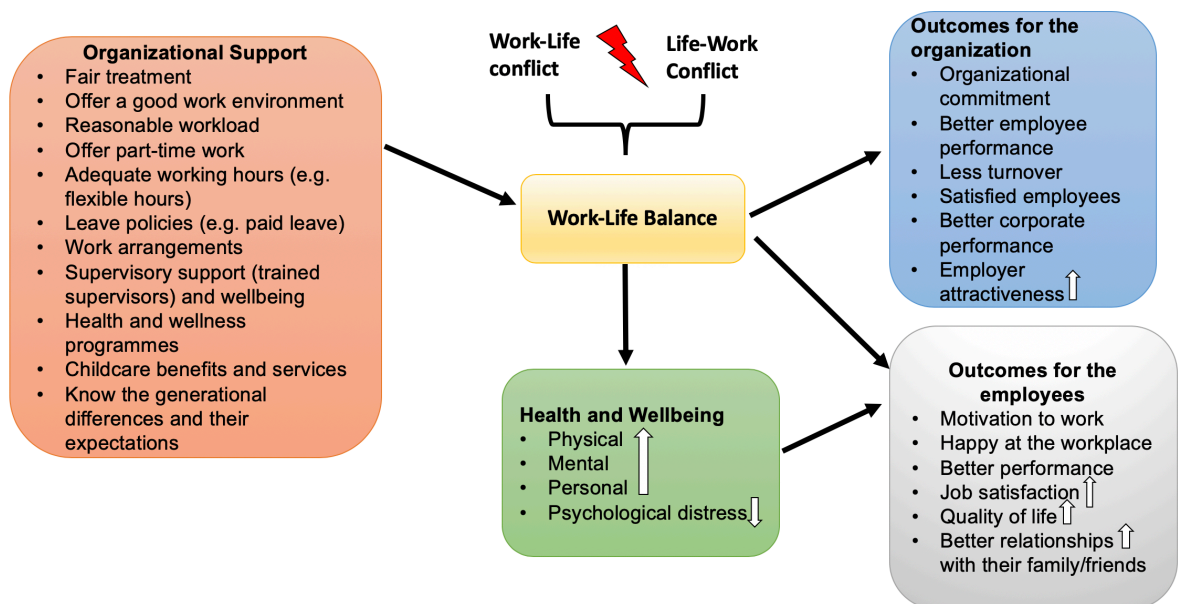 Organizational Support
• Fair treatment
• Offer a good work environment
• Reasonable workload
• Offer part-time work
• Adequate working hours (e.g.
flexible hours)
• Leave policies (e.g. paid leave)
• Work arrangements
• Supervisory support (trained
supervisors) and wellbeing
• Health and wellness
programmes
• Childcare benefits and services
• Know the generational
differences and their
expectations
Work-Life
conflict
Life-Work
Conflict
Work-Life Balance
Health and Wellbeing
• Physical
• Mental
• Personal
• Psychological distress
Outcomes for the
organization
• Organizational
commitment
• Better employee
performance
• Less turnover
• Satisfied employees
• Better corporate
performance
• Employer
attractiveness
Outcomes for the
employees
• Motivation to work
• Happy at the workplace
• Better performance
• Job satisfaction
• Quality of life
• Better relationships
with their family/friends